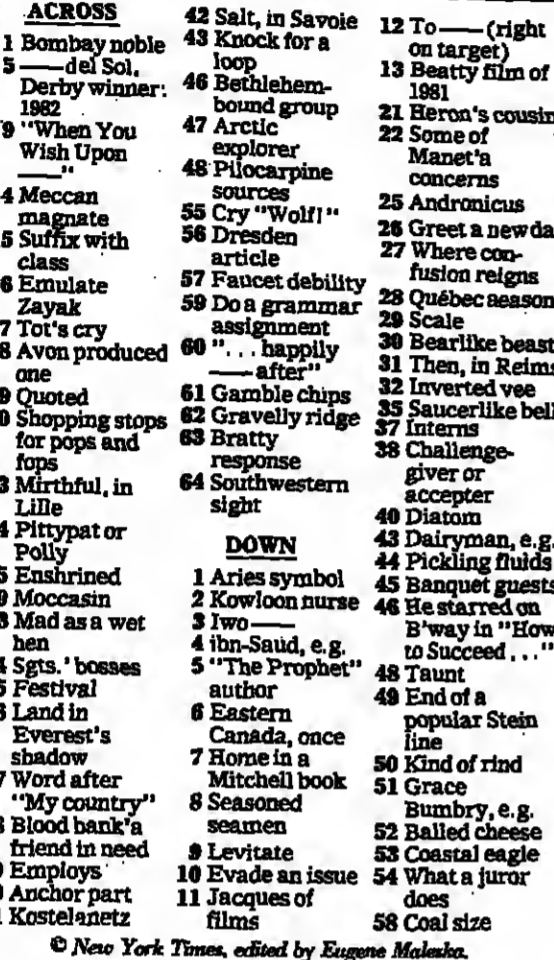 ACROSS
1 Bombay noble
5 —del Sol,
Derby winner:
1982
9 "When You
Wish Upon
—"
4 Meccan
magnate
5 Suffix with
class
6 Emulate
Zayak
7 Tot's cry
8 Avon produced
one
9 Quoted
0 Shopping stops
for pops and
fops
3 Mirthful, in
Lille
4 Pittypat or
Polly
5 Enshrined
9 Moccasin
3 Mad as a wet
hen
4 Sgts.' bosses
5 Festival
6 Land in
Everest's
shadow
7 Word after
"My country"
8 Blood bank'a
friend in need
9 Employs
0 Anchor part
1 Kostelanetz
42 Salt, in Savoie
43 Knock for a
loop
46 Bethlehem-
bound group
47 Arctic
explorer
48 Pilocarpine
sources
55 Cry "Wolf!"
56 Dresden
article
57 Faucet debility
59 Do a grammar
assignment
60 ". . . happily
— after"
61 Gamble chips
62 Gravelly ridge
63 Bratty
response
64 Southwestern
sight
DOWN
1 Aries symbol
2 Kowloon nurse
3 Iwo —
4 ibn-Saud, e.g.
5 "The Prophet"
author
6 Eastern
Canada, once
7 Home in a
Mitchell book
8 Seasoned
seamen
9 Levitate
10 Evade an issue
11 Jacques of
films
12 To — (right
on target)
13 Beatty film of
1981
21 Heron's cousin
22 Some of
Manet'a
concerns
25 Andronicus
26 Greet a new da
27 Where con-
fusion reigns
28 Québec aeason
29 Scale
30 Bearlike beast
31 Then, in Reims
32 Inverted vee
35 Saucerlike bell
37 Interns
38 Challenge-
giver or
accepter
40 Diatom
43 Dairyman, e.g.
44 Pickling fluids
45 Banquet guests
46 He starred on
B'way in "How
to Succeed . . ."
48 Taunt
49 End of a
popular Stein
line
50 Kind of rind
51 Grace
Bumbry, e.g.
52 Balled cheese
53 Coastal eagle
54 What a juror
does
58 Coal size
© New York Times, edited by Eugene Maleska.